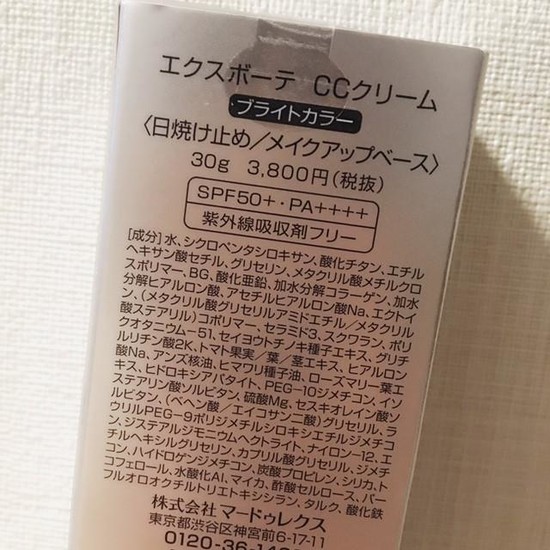 エクスボーテ CCクリーム
ブライトカラー
〈日焼け止め/メイクアップベース〉
30g 3,800円(税抜)
SPF50+・PA++++
紫外線吸収剤フリー
[成分]水、シクロペンタシロキサン、酸化チタン、エチル
ヘキサン酸セチル、グリセリン、メタクリル酸メチルクロ
スポリマー、BG、酸化亜鉛、加水分解コラーゲン、加水
分解ヒアルロン酸、アセチルヒアルロン酸Na、エクトイ
ン、(メタクリル酸グリセリルアミドエチル/メタクリル
酸ステアリル)コポリマー、セラミド3、スクワラン、ポリ
クオタニウム-51、セイヨウトチノキ種子エキス、グリチ
ルリチン酸2K、トマト果実/葉/茎エキス、ヒアルロン
酸Na、アンズ核油、ヒマワリ種子油、ローズマリー葉エ
キス、ヒドロキシアパタイト、PEG-10ジメチコン、イソ
ステアリン酸ソルビタン、硫酸Mg、セスキオレイン酸ソ
ルビタン、(ベヘン酸/エイコサン二酸)グリセリル、ラ
ウリルPEG-9ポリジメチルシロキシエチルジメチコ
ン、ジステアルジモニウムヘクトライト、ナイロン-12、エ
チルヘキシルグリセリン、カプリル酸グリセリル、ジメチ
コン、ハイドロゲンジメチコン、炭酸プロピレン、シリカ、ト
コフェロール、水酸化Al、マイカ、酢酸セルロース、パー
フルオロオクチルトリエトキシシラン、タルク、酸化鉄
株式会社 マードゥレクス
東京都渋谷区神宮前6-17-11
0120-36-1